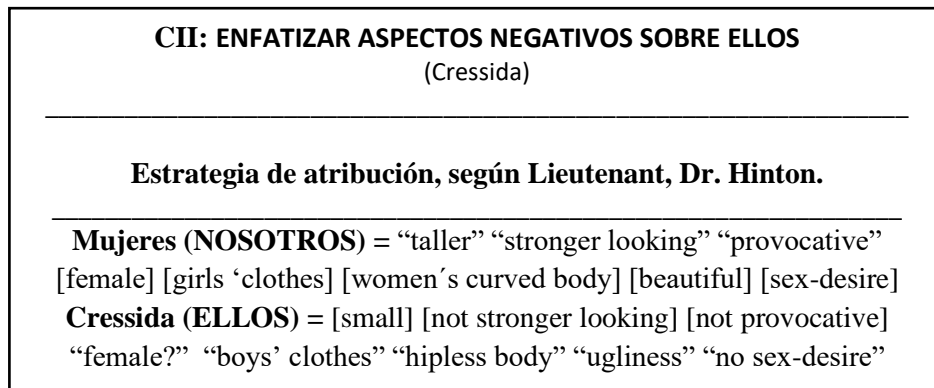 CII: ENFATIZAR ASPECTOS NEGATIVOS SOBRE ELLOS
(Cressida)
Estrategia de atribución, según Lieutenant, Dr. Hinton.
Mujeres (NOSOTROS) = “taller” “stronger looking” “provocative”
[female] [girls ‘clothes] [women´s curved body] [beautiful] [sex-desire]
Cressida (ELLOS) = [small] [not stronger looking] [not provocative]
“female?” “boys’ clothes” “hipless body” “ugliness” “no sex-desire”